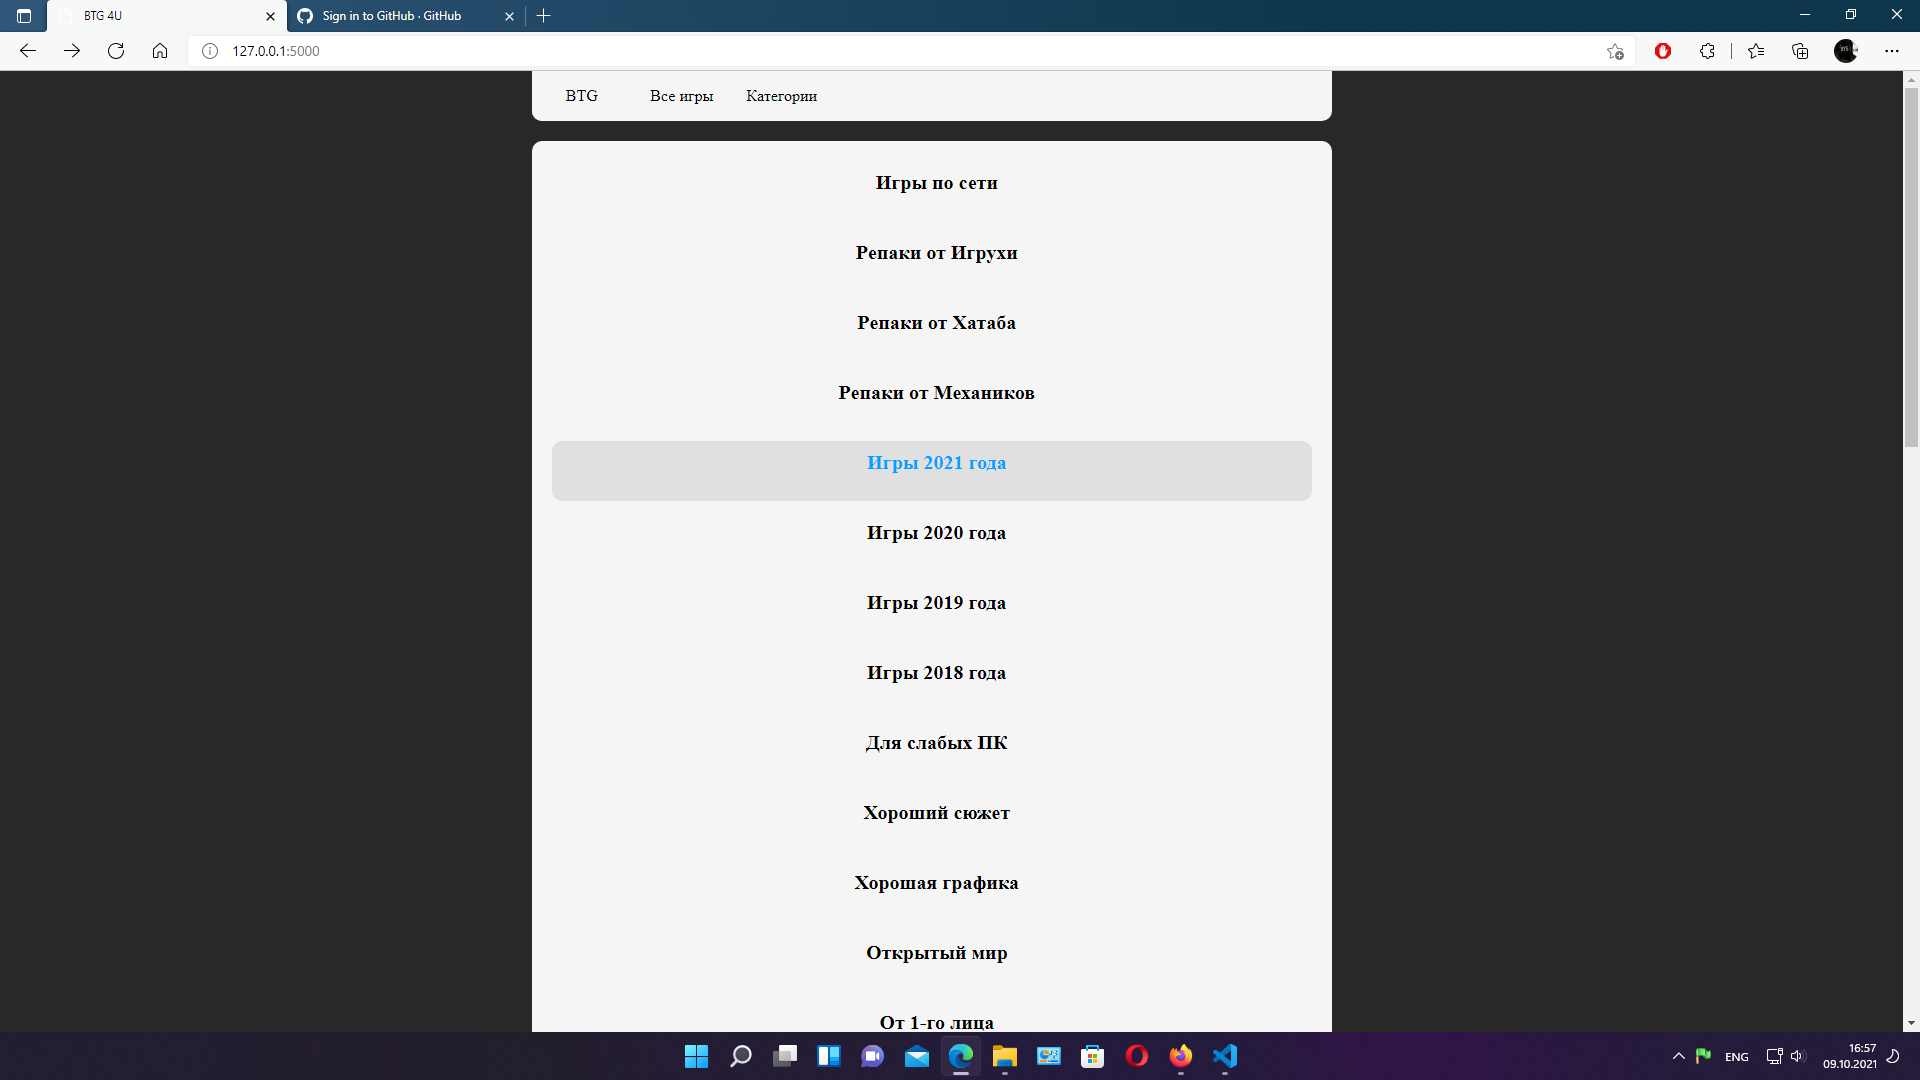 BTG 4U
Sign in to GitHub · GitHub
127.0.0.1:5000
BTG Все игры Категории
Игры по сети
Репаки от Игрухи
Репаки от Хатаба
Репаки от Механиков
Игры 2021 года
Игры 2020 года
Игры 2019 года
Игры 2018 года
Для слабых ПК
Хороший сюжет
Хорошая графика
Открытый мир
От 1-го лица
ENG
16:57
09.10.2021